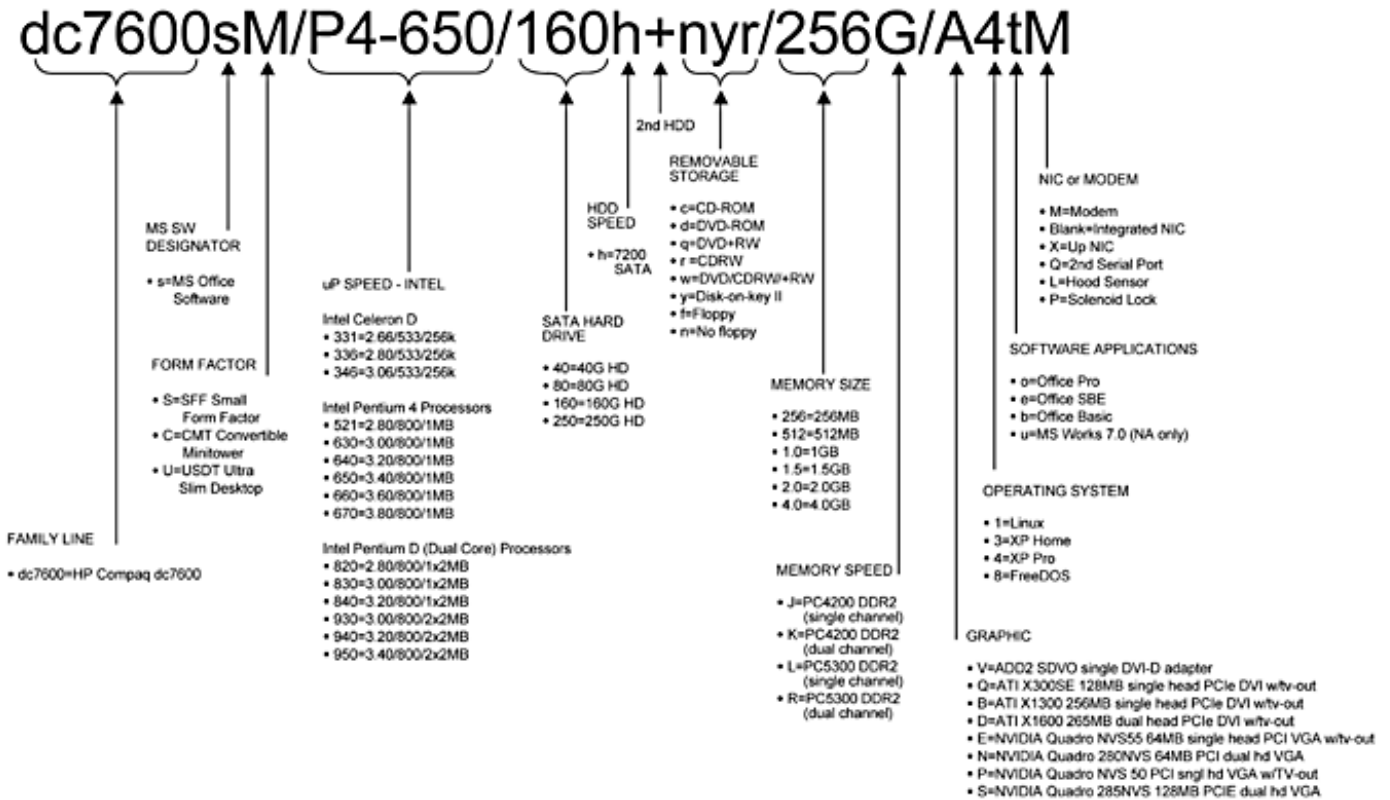 dc7600sM/P4-650/160h+nyr/256G/A4tM
2nd HDD
REMOVABLE
STORAGE
• c=CD-ROM
• d=DVD-ROM
• q=DVD+RW
• r =CDRW
• w=DVD/CDRW/+RW
• y=Disk-on-key II
• f=Floppy
• n=No floppy
NIC or MODEM
• M=Modem
• Blank=Integrated NIC
• X=Up NIC
• Q=2nd Serial Port
• L=Hood Sensor
• P=Solenoid Lock
HDD
SPEED
• h=7200
SATA
MS SW
DESIGNATOR
• s=MS Office
Software
uP SPEED - INTEL
Intel Celeron D
• 331=2.66/533/256k
• 336=2.80/533/256k
• 346=3.06/533/256k
Intel Pentium 4 Processors
• 521=2.80/800/1MB
• 630=3.00/800/1MB
• 640=3.20/800/1MB
• 650=3.40/800/1MB
• 660=3.60/800/1MB
• 670=3.80/800/1MB
Intel Pentium D (Dual Core) Processors
• 820=2.80/800/1x2MB
• 830=3.00/800/1x2MB
• 840=3.20/800/1x2MB
• 930=3.00/800/2x2MB
• 940=3.20/800/2x2MB
• 950=3.40/800/2x2MB
SATA HARD
DRIVE
• 40=40G HD
• 80=80G HD
• 160=160G HD
• 250=250G HD
FORM FACTOR
• S=SFF Small
Form Factor
• C=CMT Convertible
Minitower
• U=USDT Ultra
Slim Desktop
SOFTWARE APPLICATIONS
• o=Office Pro
• e=Office SBE
• b=Office Basic
• u=MS Works 7.0 (NA only)
MEMORY SIZE
• 256=256MB
• 512=512MB
• 1.0=1GB
• 1.5=1.5GB
• 2.0=2.0GB
• 4.0=4.0GB
OPERATING SYSTEM
• 1=Linux
• 3=XP Home
• 4=XP Pro
• 8=FreeDOS
FAMILY LINE
• dc7600=HP Compaq dc7600
MEMORY SPEED
• J=PC4200 DDR2
(single channel)
• K=PC4200 DDR2
(dual channel)
• L=PC5300 DDR2
(single channel)
• R=PC5300 DDR2
(dual channel)
GRAPHIC
• V=ADD2 SDVO single DVI-D adapter
• Q=ATI X300SE 128MB single head PCIe DVI w/tv-out
• B=ATI X1300 256MB single head PCIe DVI w/tv-out
• D=ATI X1600 265MB dual head PCIe DVI w/tv-out
• E=NVIDIA Quadro NVS55 64MB single head PCI VGA w/tv-out
• N=NVIDIA Quadro 280NVS 64MB PCI dual hd VGA
• P=NVIDIA Quadro NVS 50 PCI sngl hd VGA w/TV-out
• S=NVIDIA Quadro 285NVS 128MB PCIE dual hd VGA